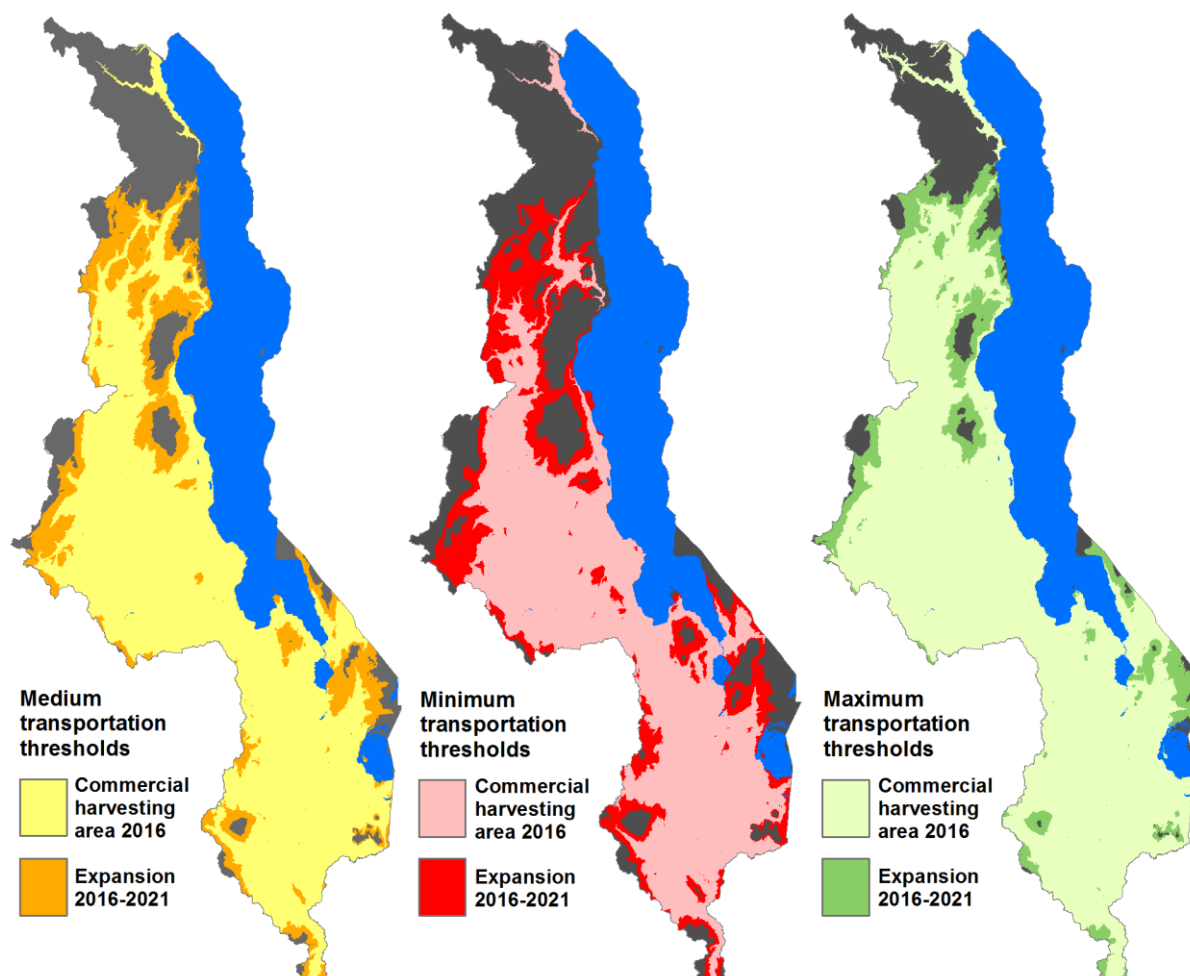 Medium
transportation
thresholds
Commercial
harvesting
area 2016
Expansion
2016-2021
Minimum
transportation
thresholds
Commercial
harvesting
area 2016
Expansion
2016-2021
Maximum
transportation
thresholds
Commercial
harvesting
area 2016
Expansion
2016-2021